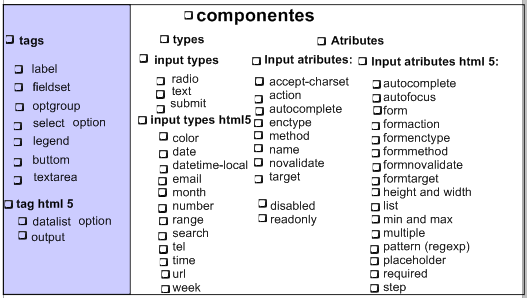 componentes
tags
label
fieldset
optgroup
select option
legend
buttom
textarea
tag html 5
datalist option
output
types
input types
radio
text
submit
input types html5
color
date
datetime-local
email
month
number
range
search
tel
time
url
week
Atributes
Input atributes:
accept-charset
action
autocomplete
enctype
method
name
novalidate
target
disabled
readonly
Input atributes html 5:
autocomplete
autofocus
form
formaction
formenctype
formmethod
formnovalidate
formtarget
height and width
list
min and max
multiple
pattern (regexp)
placeholder
required
step